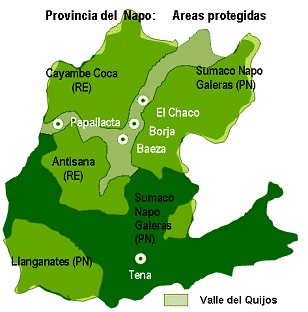 Provincia del Napo: Areas protegidas
Cayambe Coca
(RE)
Sumaco Napo
Galeras (PN)
El Chaco
Papallacta
Borja
Baeza
Antisana
(RE)
Sumaco
Napo
Galeras
(PN)
Llanganates (PN)
Tena
Valle del Quijos